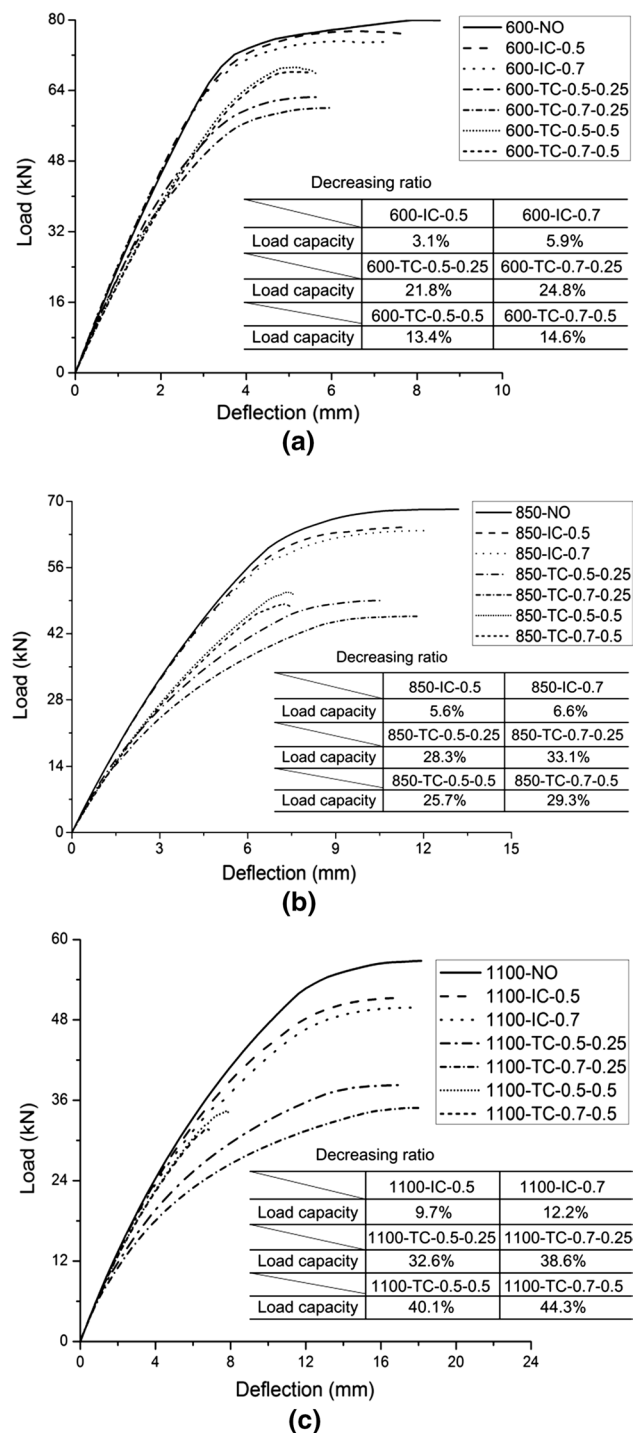 80
64
48
32
16
0
Load (kN)
600-NO
600-IC-0.5
600-IC-0.7
600-TC-0.5-0.25
600-TC-0.7-0.25
600-TC-0.5-0.5
600-TC-0.7-0.5
Decreasing ratio
600-IC-0.5 600-IC-0.7
Load capacity 3.1% 5.9%
600-TC-0.5-0.25 600-TC-0.7-0.25
Load capacity 21.8% 24.8%
600-TC-0.5-0.5 600-TC-0.7-0.5
Load capacity 13.4% 14.6%
0 2 4 6 8 10
Deflection (mm)
(a)
70
56
42
28
14
0
Load (kN)
850-NO
850-IC-0.5
850-IC-0.7
850-TC-0.5-0.25
850-TC-0.7-0.25
850-TC-0.5-0.5
850-TC-0.7-0.5
Decreasing ratio
850-IC-0.5 850-IC-0.7
Load capacity 5.6% 6.6%
850-TC-0.5-0.25 850-TC-0.7-0.25
Load capacity 28.3% 33.1%
850-TC-0.5-0.5 850-TC-0.7-0.5
Load capacity 25.7% 29.3%
0 3 6 9 12 15
Deflection (mm)
(b)
60
48
36
24
12
0
Load (kN)
1100-NO
1100-IC-0.5
1100-IC-0.7
1100-TC-0.5-0.25
1100-TC-0.7-0.25
1100-TC-0.5-0.5
1100-TC-0.7-0.5
Decreasing ratio
1100-IC-0.5 1100-IC-0.7
Load capacity 9.7% 12.2%
1100-TC-0.5-0.25 1100-TC-0.7-0.25
Load capacity 32.6% 38.6%
1100-TC-0.5-0.5 1100-TC-0.7-0.5
Load capacity 40.1% 44.3%
0 4 8 12 16 20 24
Deflection (mm)
(c)